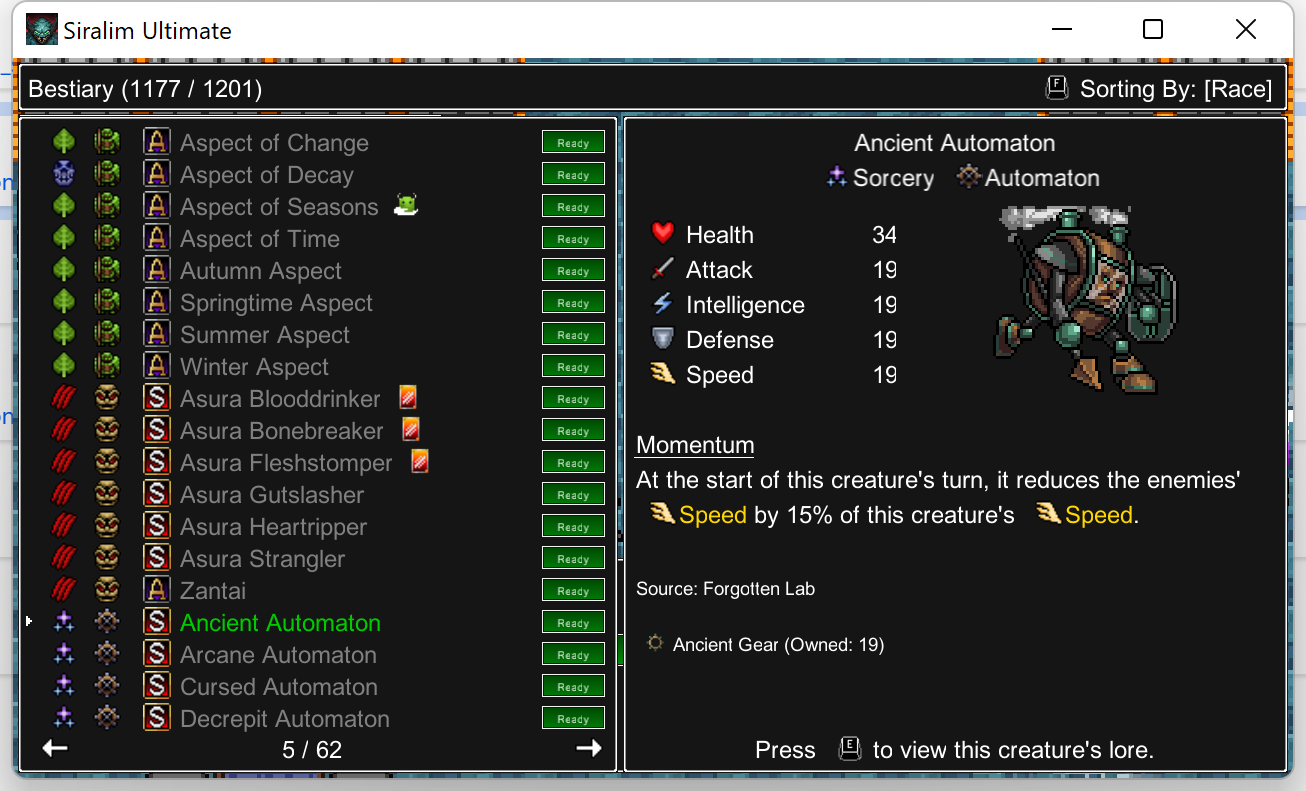 Siralim Ultimate
Bestiary (1177 / 1201)
F Sorting By: [Race]
A Aspect of Change Ready
A Aspect of Decay Ready
A Aspect of Seasons Ready
A Aspect of Time Ready
A Autumn Aspect Ready
A Springtime Aspect Ready
A Summer Aspect Ready
A Winter Aspect Ready
S Asura Blooddrinker Ready
S Asura Bonebreaker Ready
S Asura Fleshstomper Ready
S Asura Gutslasher Ready
S Asura Heartripper Ready
S Asura Strangler Ready
A Zantai Ready
S Ancient Automaton Ready
S Arcane Automaton Ready
S Cursed Automaton Ready
S Decrepit Automaton Ready
5 / 62
Ancient Automaton
Sorcery Automaton
Health 34
Attack 19
Intelligence 19
Defense 19
Speed 19
Momentum
At the start of this creature's turn, it reduces the enemies'
Speed by 15% of this creature's Speed.
Source: Forgotten Lab
Ancient Gear (Owned: 19)
Press E to view this creature's lore.